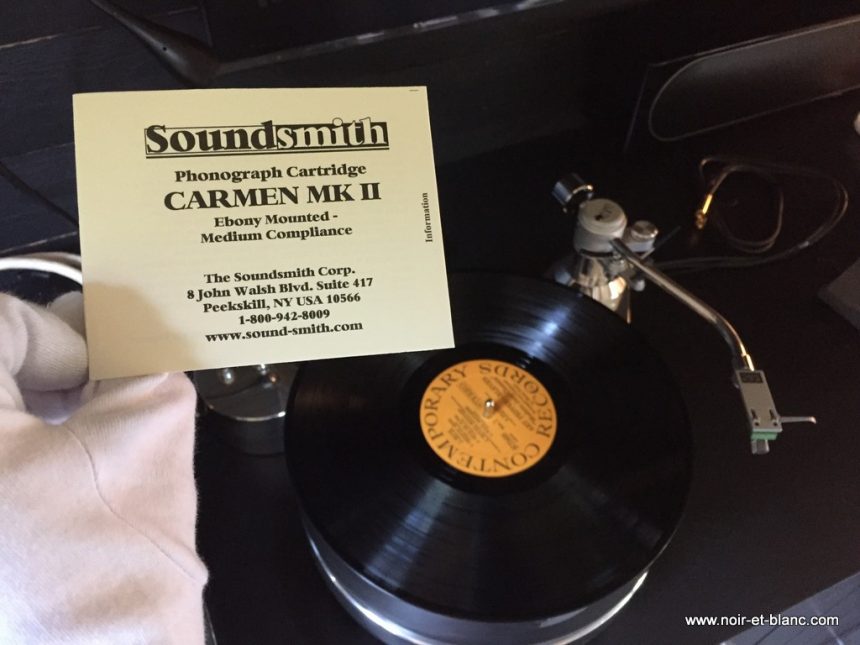 Soundsmith
Phonograph Cartridge
CARMEN MK II
Ebony Mounted -
Medium Compliance
Information
The Soundsmith Corp.
8 John Walsh Blvd. Suite 417
Peekskill, NY USA 10566
1-800-942-8009
www.sound-smith.com
CONTEMPORARY RECORDS
www.noir-et-blanc.com